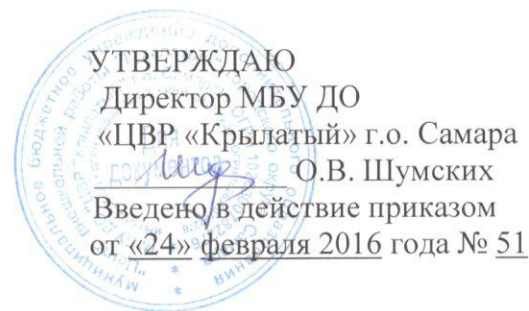 УТВЕРЖДАЮ
Директор МБУ ДО
«ЦВР «Крылатый» г.о. Самара
О.В. Шумских
Введено в действие приказом
от «24» февраля 2016 года № 51